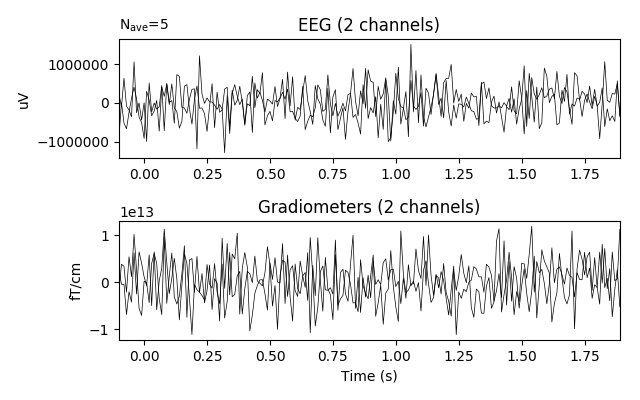 Nave=5
EEG (2 channels)
uV
1000000
0
−1000000
0.00 0.25 0.50 0.75 1.00 1.25 1.50 1.75
1e13
Gradiometers (2 channels)
fT/cm
1
0
−1
0.00 0.25 0.50 0.75 1.00 1.25 1.50 1.75
Time (s)